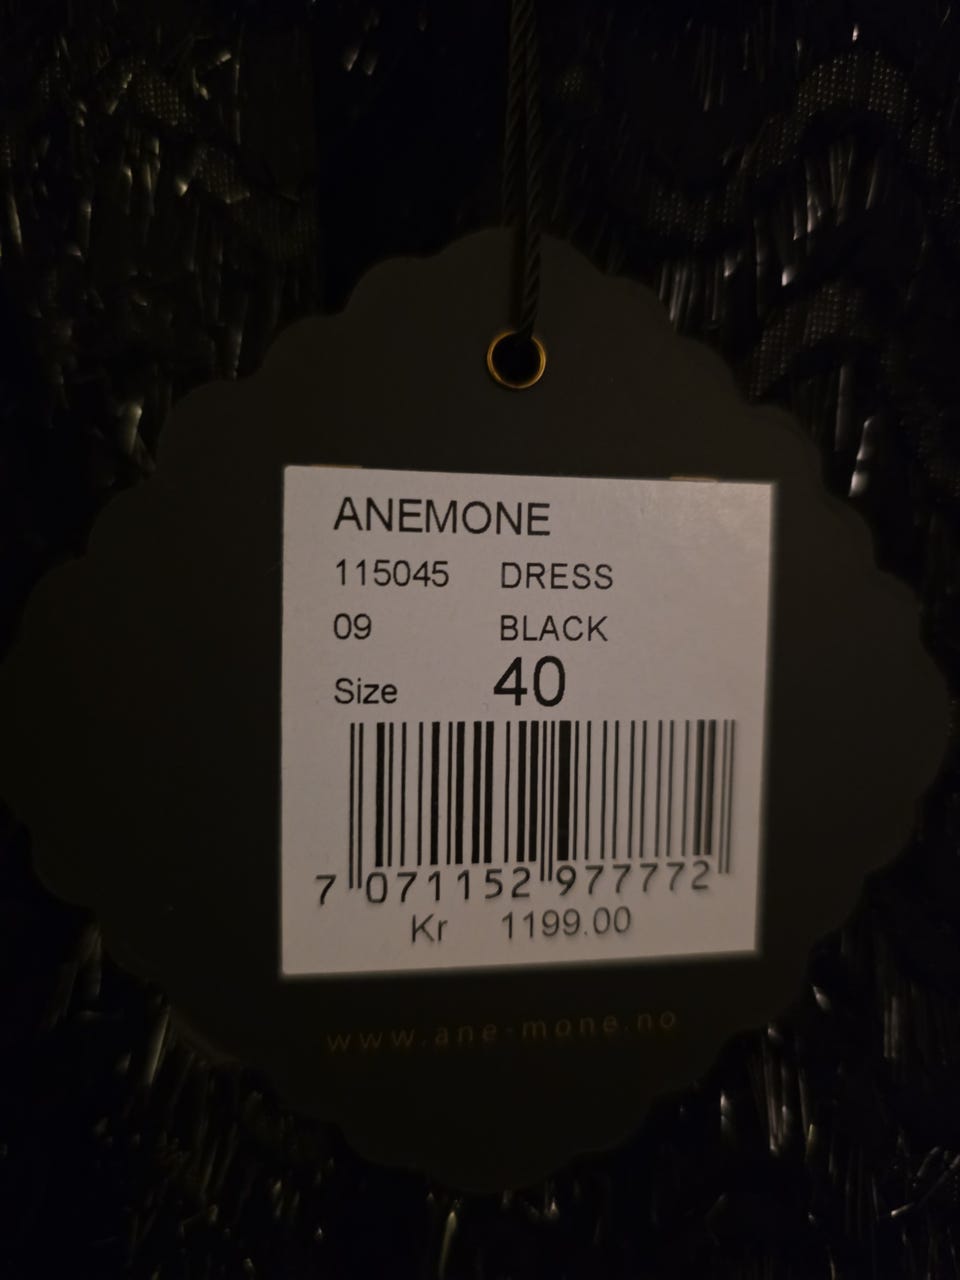 ANEMONE
115045 DRESS
09 BLACK
Size 40
7 071152 977772
Kr 1199.00
www.ane-mone.no